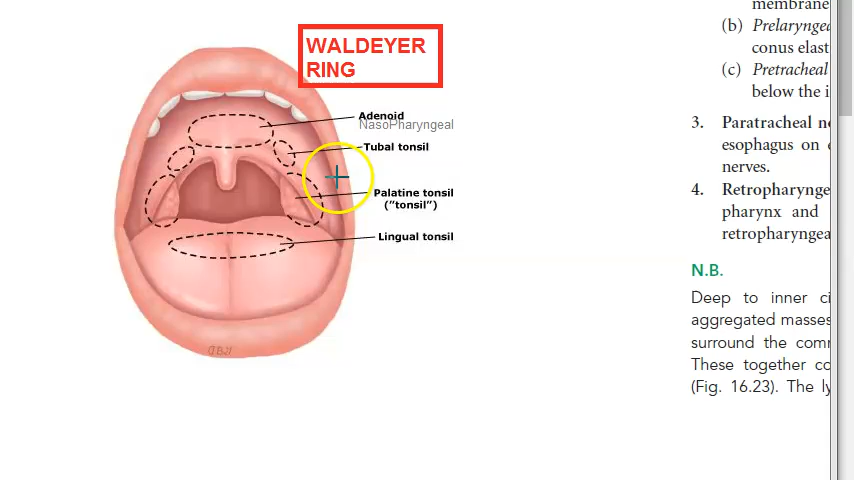 WALDEYER
RING
Adenoid
NasoPharyngeal
Tubal tonsil
Palatine tonsil
("tonsil")
Lingual tonsil
membrane
(b) Prelaryngea
conus elast
(c) Pretracheal
below the i
3. Paratracheal n
esophagus on
nerves.
4. Retropharynge
pharynx and
retropharyngea
N.B.
Deep to inner ci
aggregated masses
surround the com
These together co
(Fig. 16.23). The ly